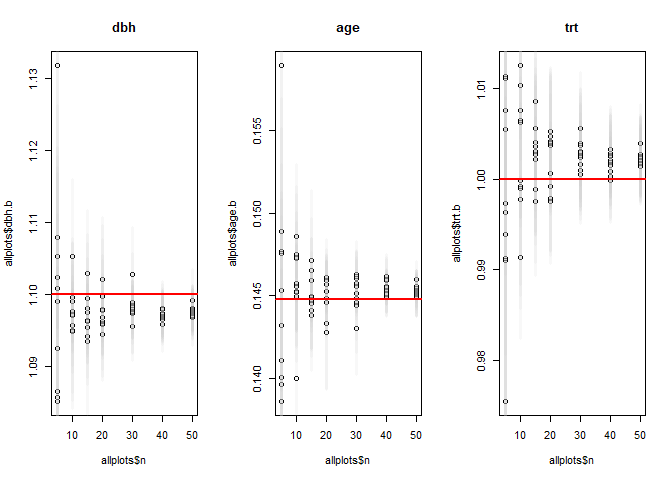 dbh
allplots$dbh.b
1.13
1.12
1.11
1.10
1.09
10 20 30 40 50
allplots$n
age
allplots$age.b
0.155
0.150
0.145
0.140
10 20 30 40 50
allplots$n
trt
allplots$trt.b
1.01
1.00
0.99
0.98
10 20 30 40 50
allplots$n